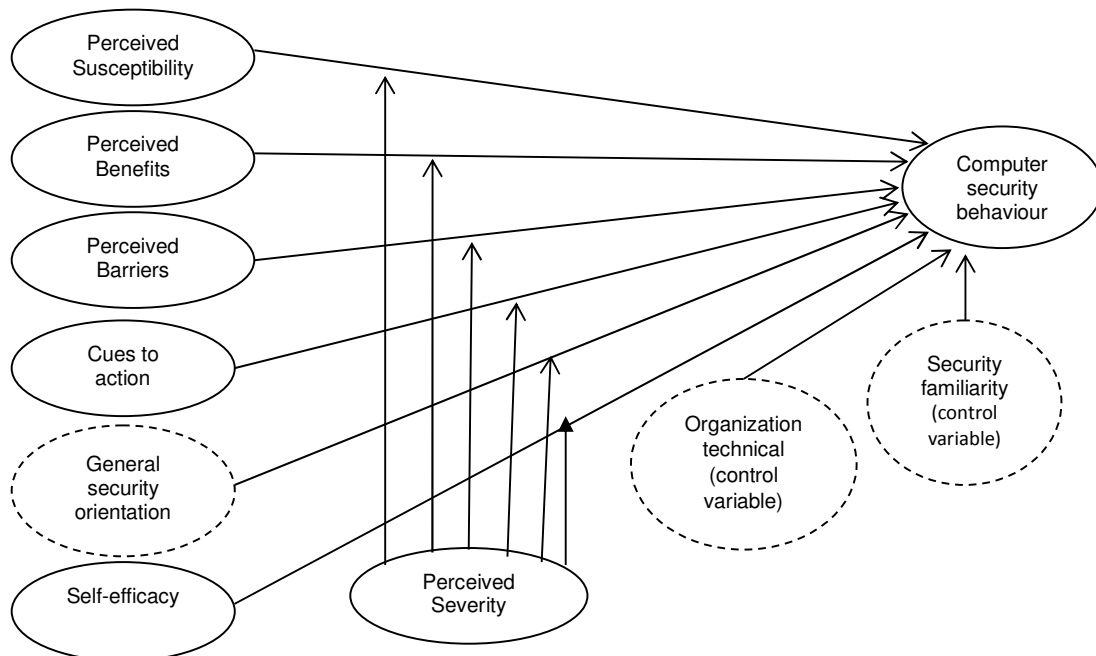 Perceived
Susceptibility
Perceived
Benefits
Perceived
Barriers
Cues to
action
General
security
orientation
Self-efficacy
Perceived
Severity
Organization
technical
(control
variable)
Security
familiarity
(control
variable)
Computer
security
behaviour